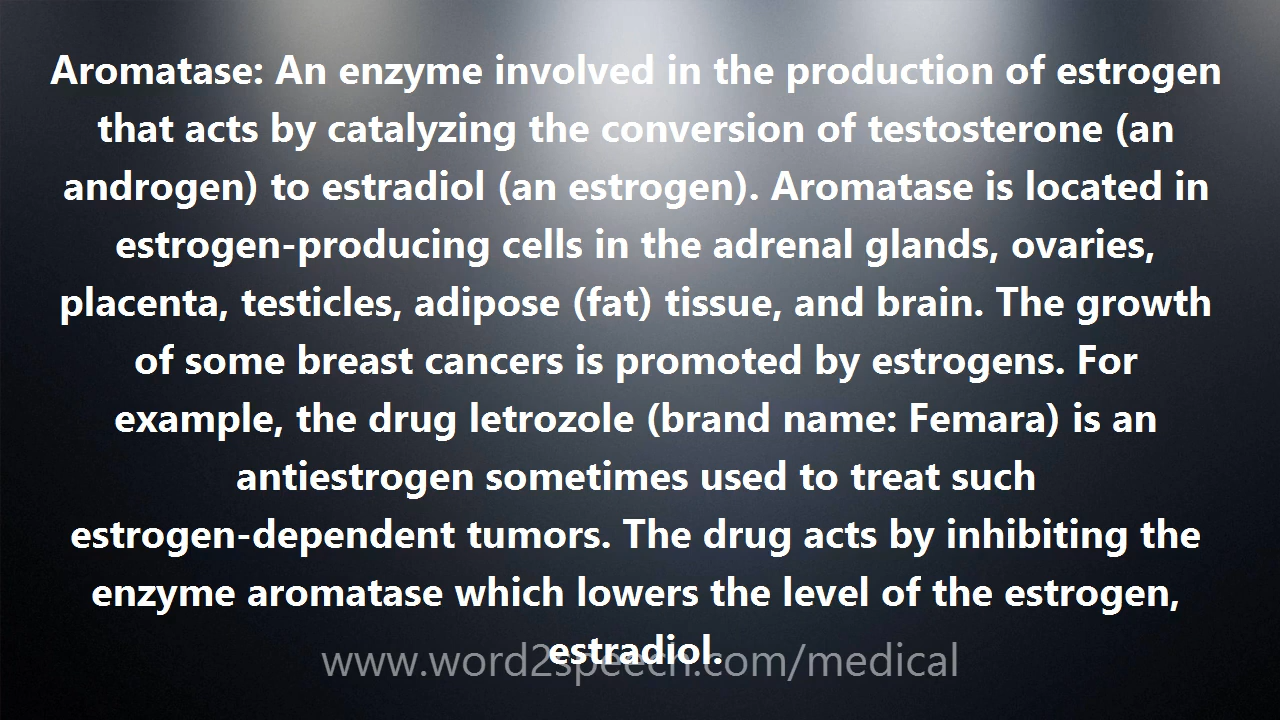 Aromatase: An enzyme involved in the production of estrogen
that acts by catalyzing the conversion of testosterone (an
androgen) to estradiol (an estrogen). Aromatase is located in
estrogen-producing cells in the adrenal glands, ovaries,
placenta, testicles, adipose (fat) tissue, and brain. The growth
of some breast cancers is promoted by estrogens. For
example, the drug letrozole (brand name: Femara) is an
antiestrogen sometimes used to treat such
estrogen-dependent tumors. The drug acts by inhibiting the
enzyme aromatase which lowers the level of the estrogen,
estradiol.
www.word2speech.com/medical